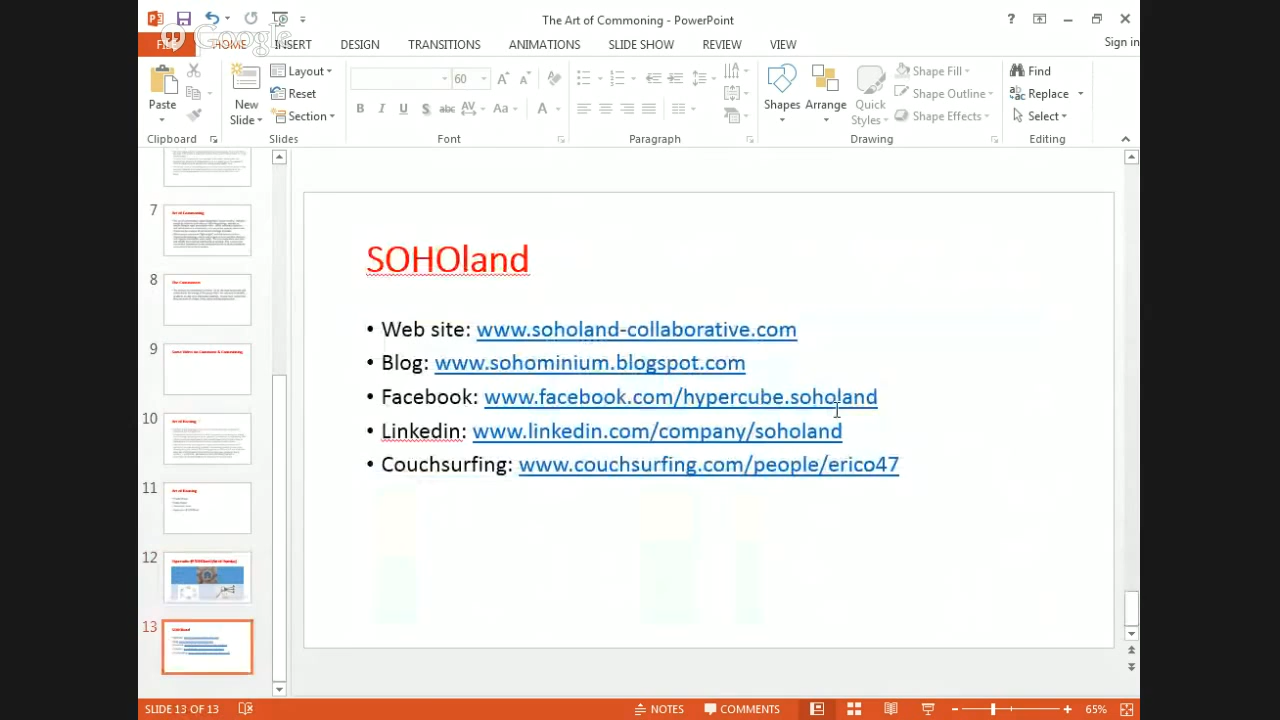 The Art of Commoning - PowerPoint
Google
FILE HOME INSERT DESIGN TRANSITIONS ANIMATIONS SLIDE SHOW REVIEW VIEW
Sign in
Paste
New Slide
Layout
Reset
Section
60
Shapes
Arrange
Quick Styles
Shape Fill
Shape Outline
Shape Effects
Find
Replace
Select
Clipboard Slides Font Paragraph Drawing Editing
7
8
9
10
11
12
13
SOHOland
• Web site: www.soholand-collaborative.com
• Blog: www.sohominium.blogspot.com
• Facebook: www.facebook.com/hypercube.soholand
• Linkedin: www.linkedin.com/company/soholand
• Couchsurfing: www.couchsurfing.com/people/erico47
SLIDE 13 OF 13
NOTES
COMMENTS
65%